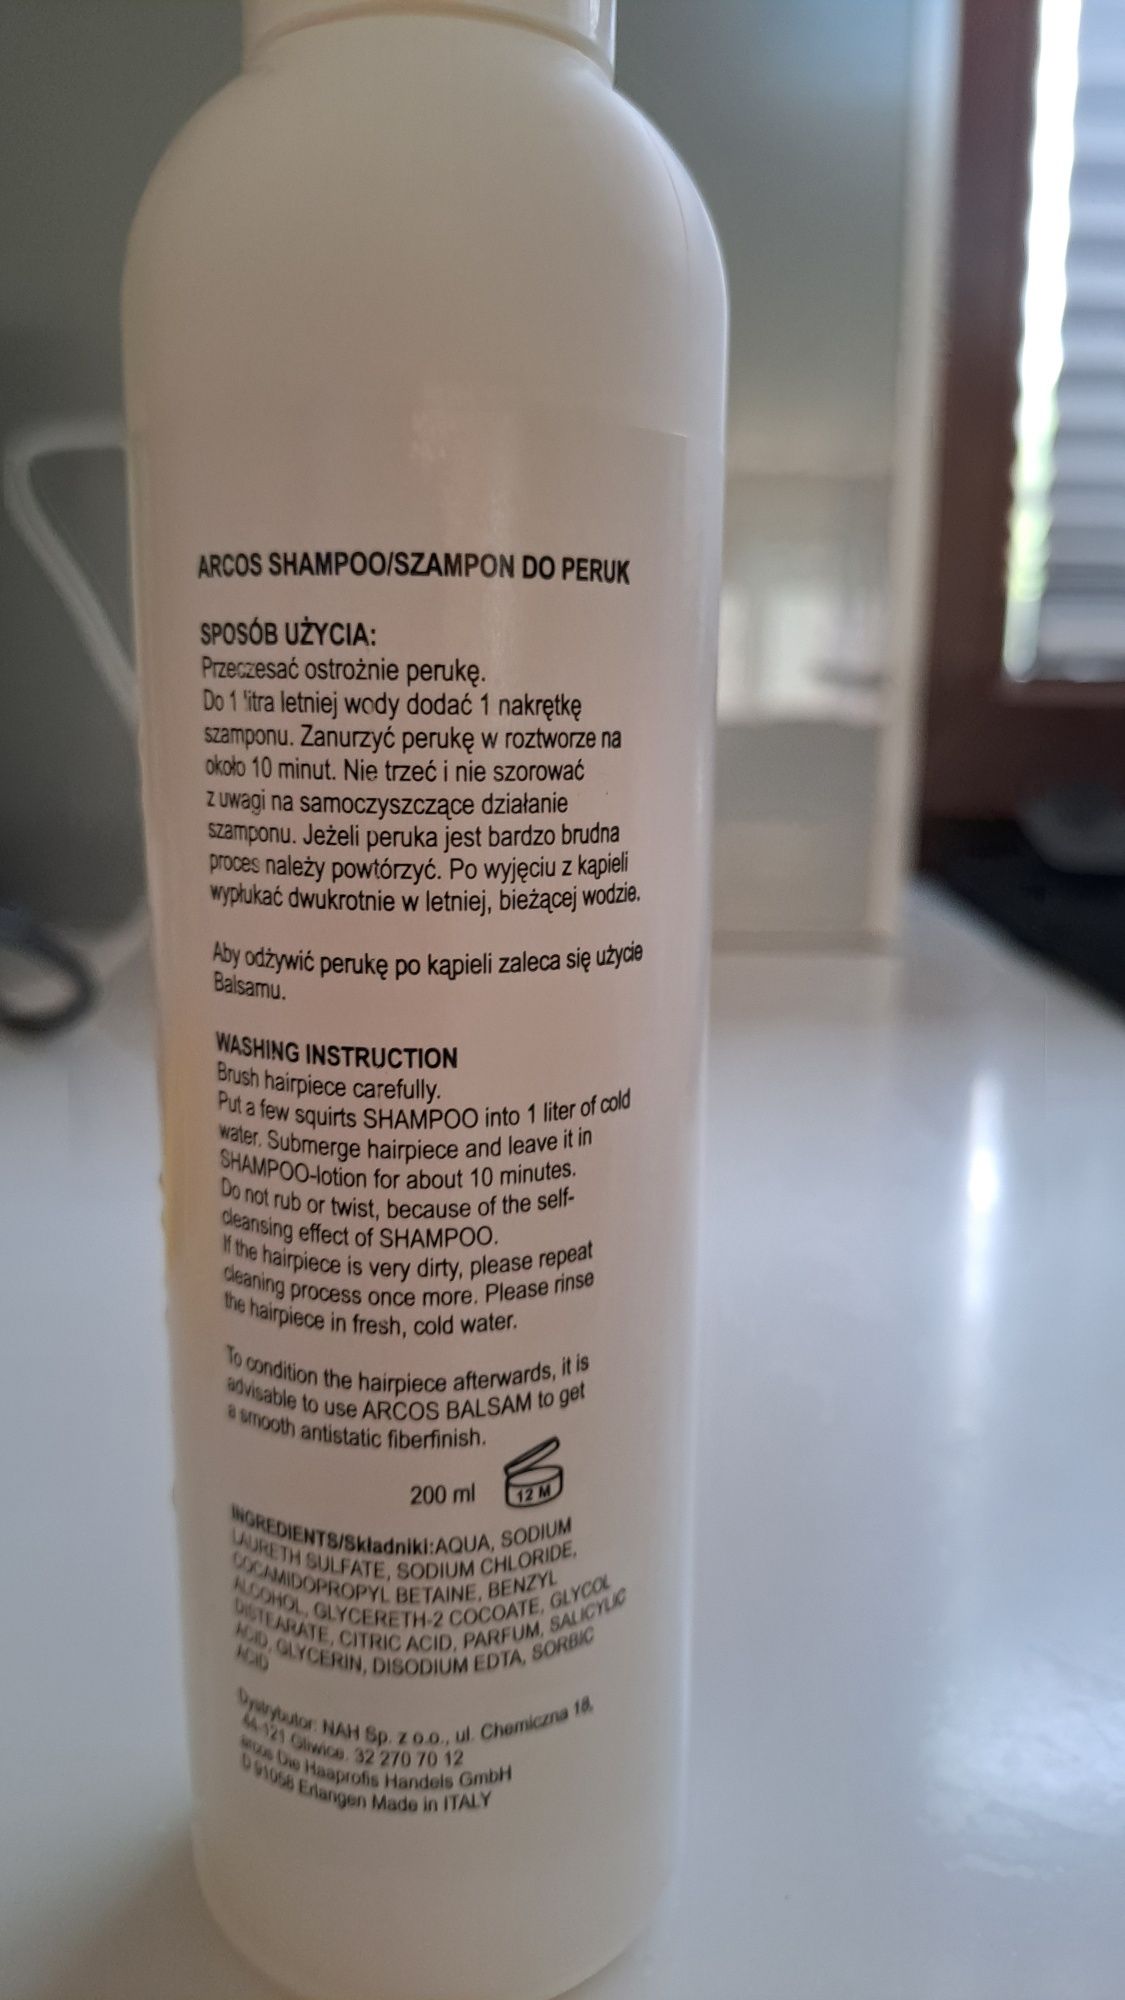 ARCOS SHAMPOO/SZAMPON DO PERUK
SPOSÓB UŻYCIA:
Przeczesać ostrożnie perukę.
Do 1 litra letniej wody dodać 1 nakrętkę
szamponu. Zanurzyć perukę w roztworze na
około 10 minut. Nie trzeć i nie szorować
z uwagi na samoczyszczące działanie
szamponu. Jeżeli peruka jest bardzo brudna
proces należy powtórzyć. Po wyjęciu z kąpieli
wypłukać dwukrotnie w letniej, bieżącej wodzie.
Aby odżywić perukę po kąpieli zaleca się użycie
Balsamu.
WASHING INSTRUCTION
Brush hairpiece carefully.
Put a few squirts SHAMPOO into 1 liter of cold
water. Submerge hairpiece and leave it in
SHAMPOO-lotion for about 10 minutes.
Do not rub or twist, because of the self-
cleansing effect of SHAMPOO.
If the hairpiece is very dirty, please repeat
cleaning process once more. Please rinse
the hairpiece in fresh, cold water.
To condition the hairpiece afterwards, it is
advisable to use ARCOS BALSAM to get
a smooth antistatic fiberfinish.
200 ml 12 M
INGREDIENTS/Składniki:AQUA, SODIUM
LAURETH SULFATE, SODIUM CHLORIDE,
COCAMIDOPROPYL BETAINE, BENZYL
ALCOHOL, GLYCERETH-2 COCOATE, GLYCOL
DISTEARATE, CITRIC ACID, PARFUM, SALICYLIC
ACID, GLYCERIN, DISODIUM EDTA, SORBIC
ACID
Dystrybutor: NAH Sp. z o.o., ul. Chemiczna 18,
44-121 Gliwice. 32 270 70 12
arcos Die Haaprofis Handels GmbH
D 91058 Erlangen Made in ITALY